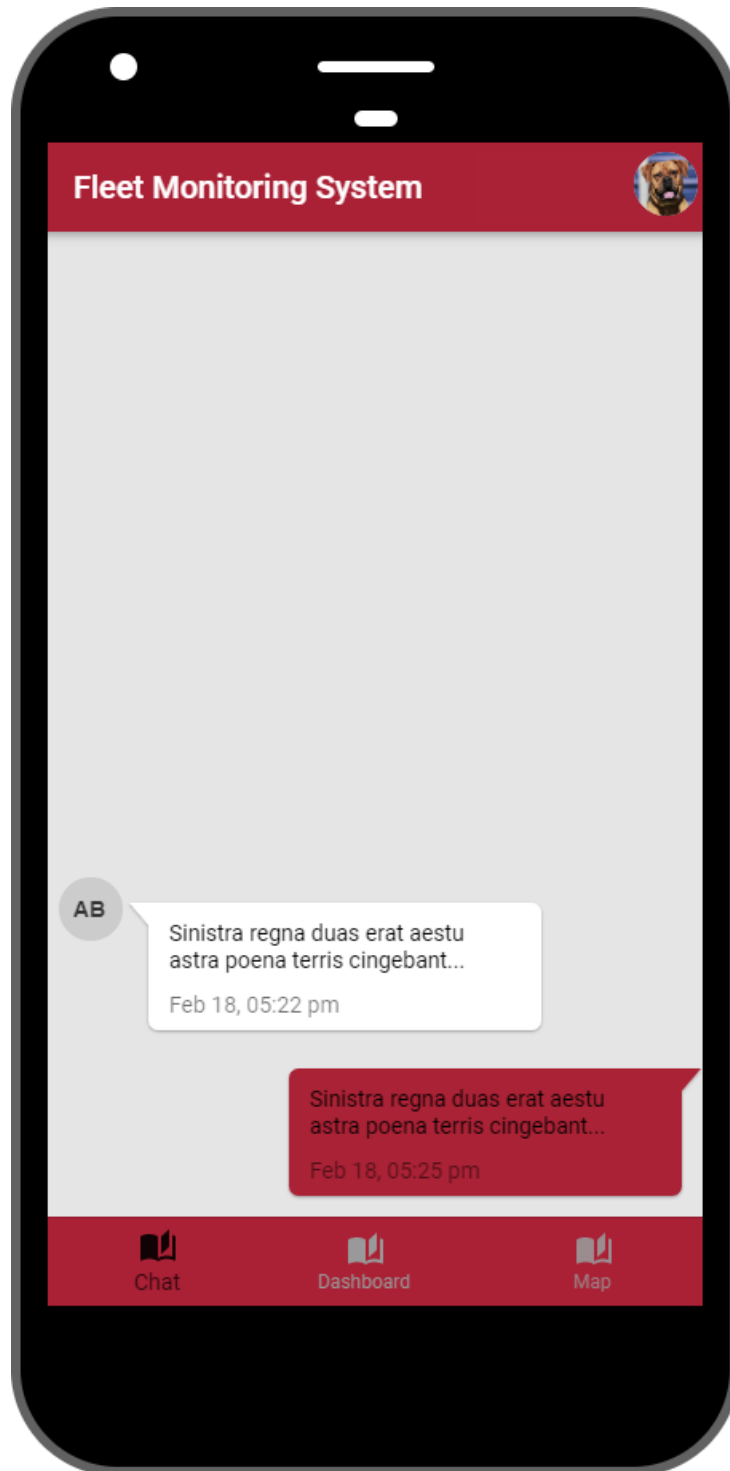 Fleet Monitoring System
AB
Sinistra regna duas erat aestu
astra poena terris cingebant...
Feb 18, 05:22 pm
Sinistra regna duas erat aestu
astra poena terris cingebant...
Feb 18, 05:25 pm
Chat
Dashboard
Map